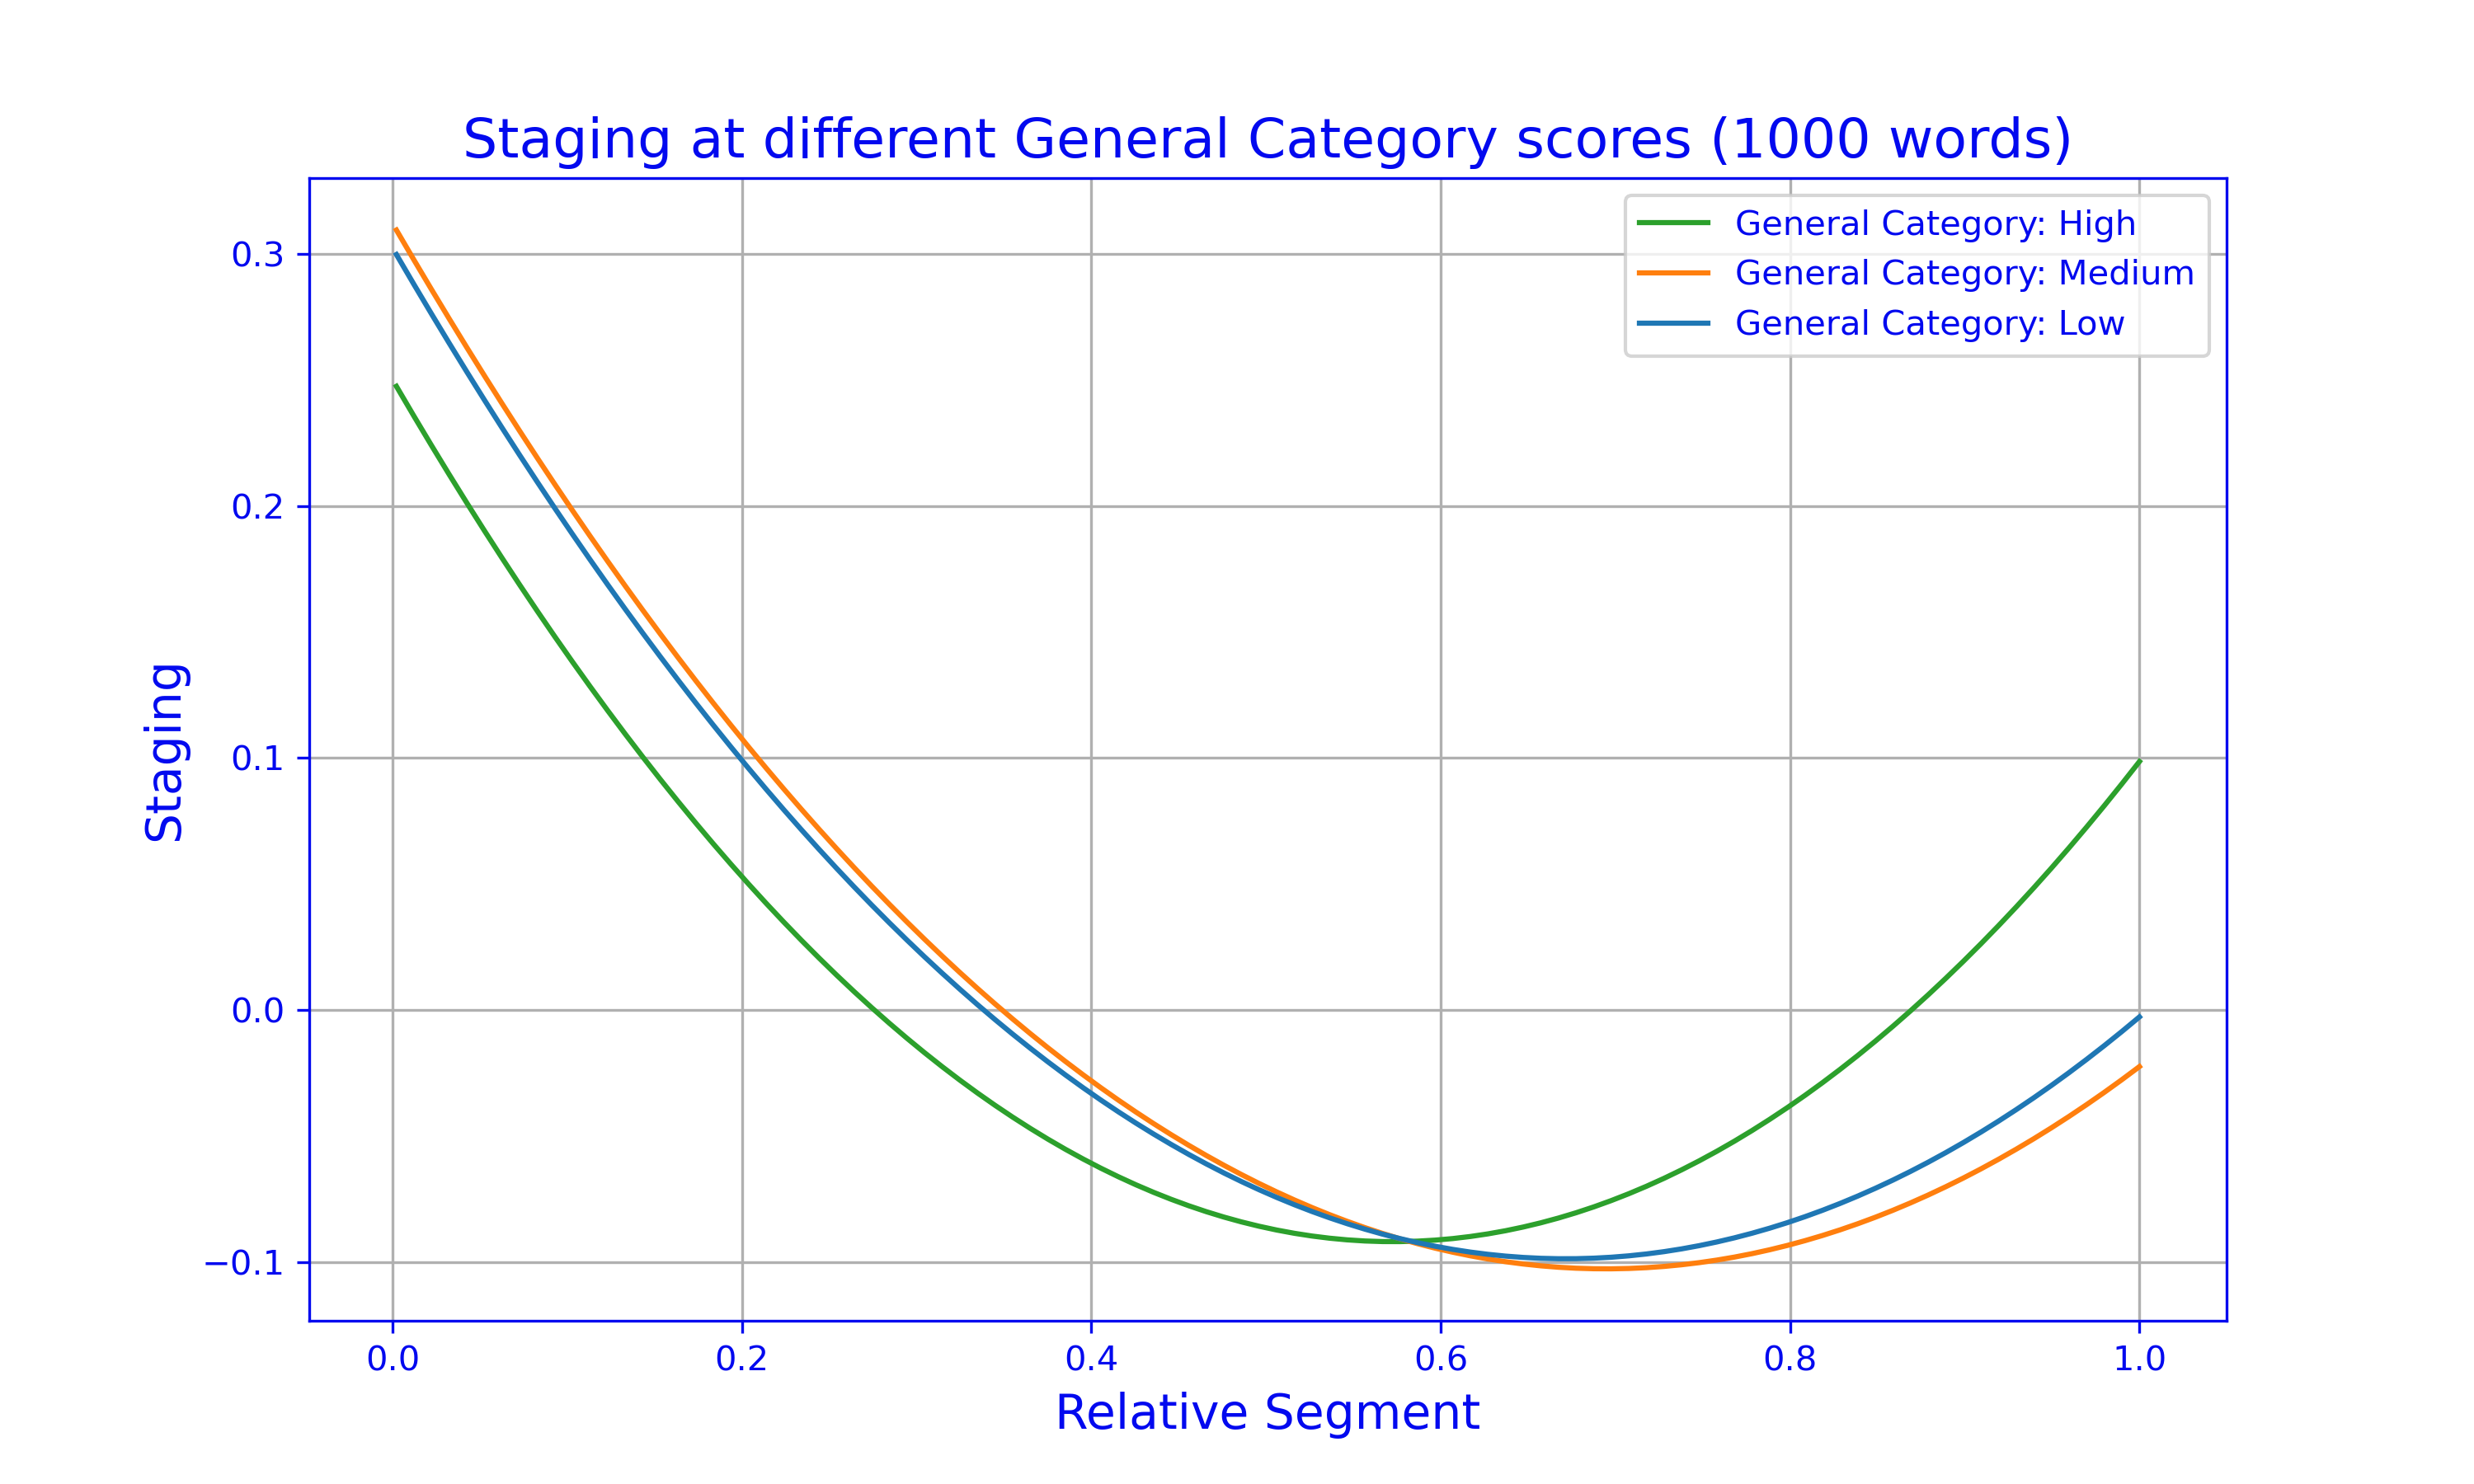 Staging at different General Category scores (1000 words)
General Category: High
General Category: Medium
General Category: Low
0.3
0.2
0.1
0.0
−0.1
Staging
0.0 0.2 0.4 0.6 0.8 1.0
Relative Segment